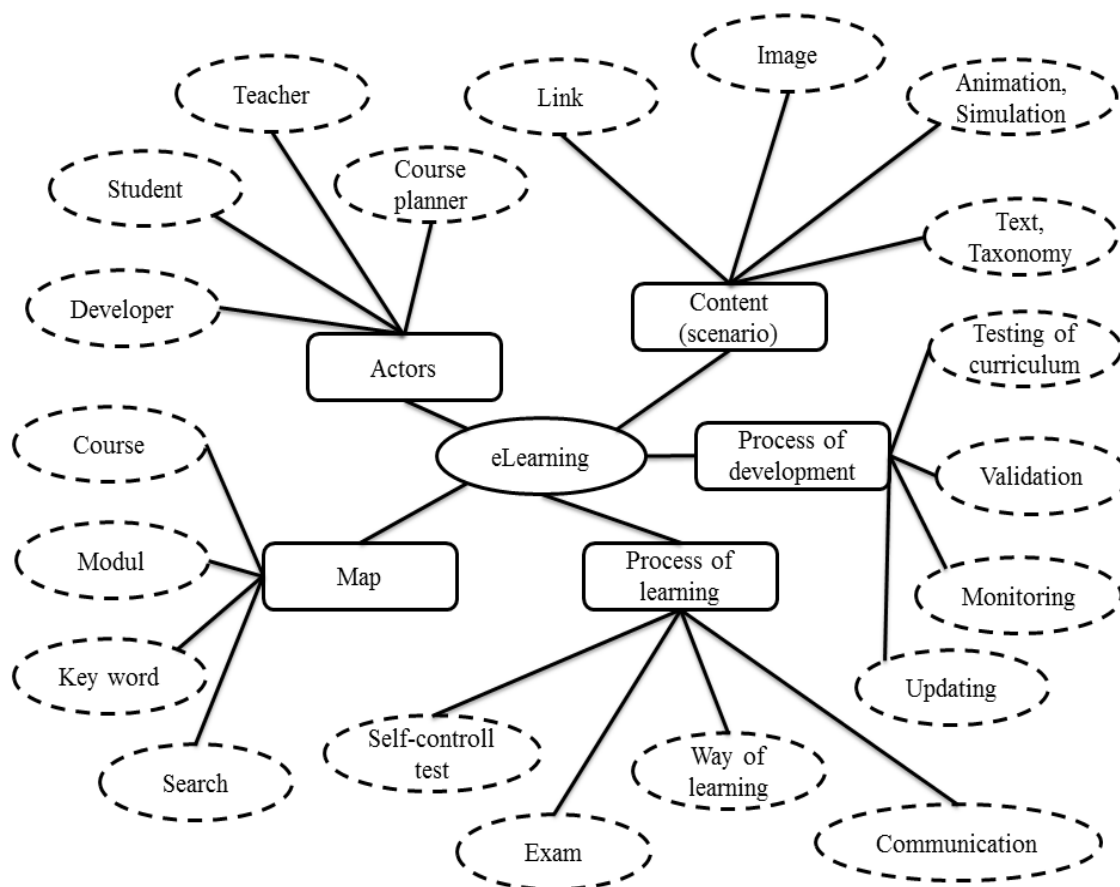 Teacher
Student
Course
planner
Developer
Actors
Link
Image
Animation,
Simulation
Text,
Taxonomy
Content
(scenario)
eLearning
Process of
development
Testing of
curriculum
Validation
Monitoring
Updating
Course
Modul
Key word
Search
Map
Process of
learning
Self-controll
test
Exam
Way of
learning
Communication